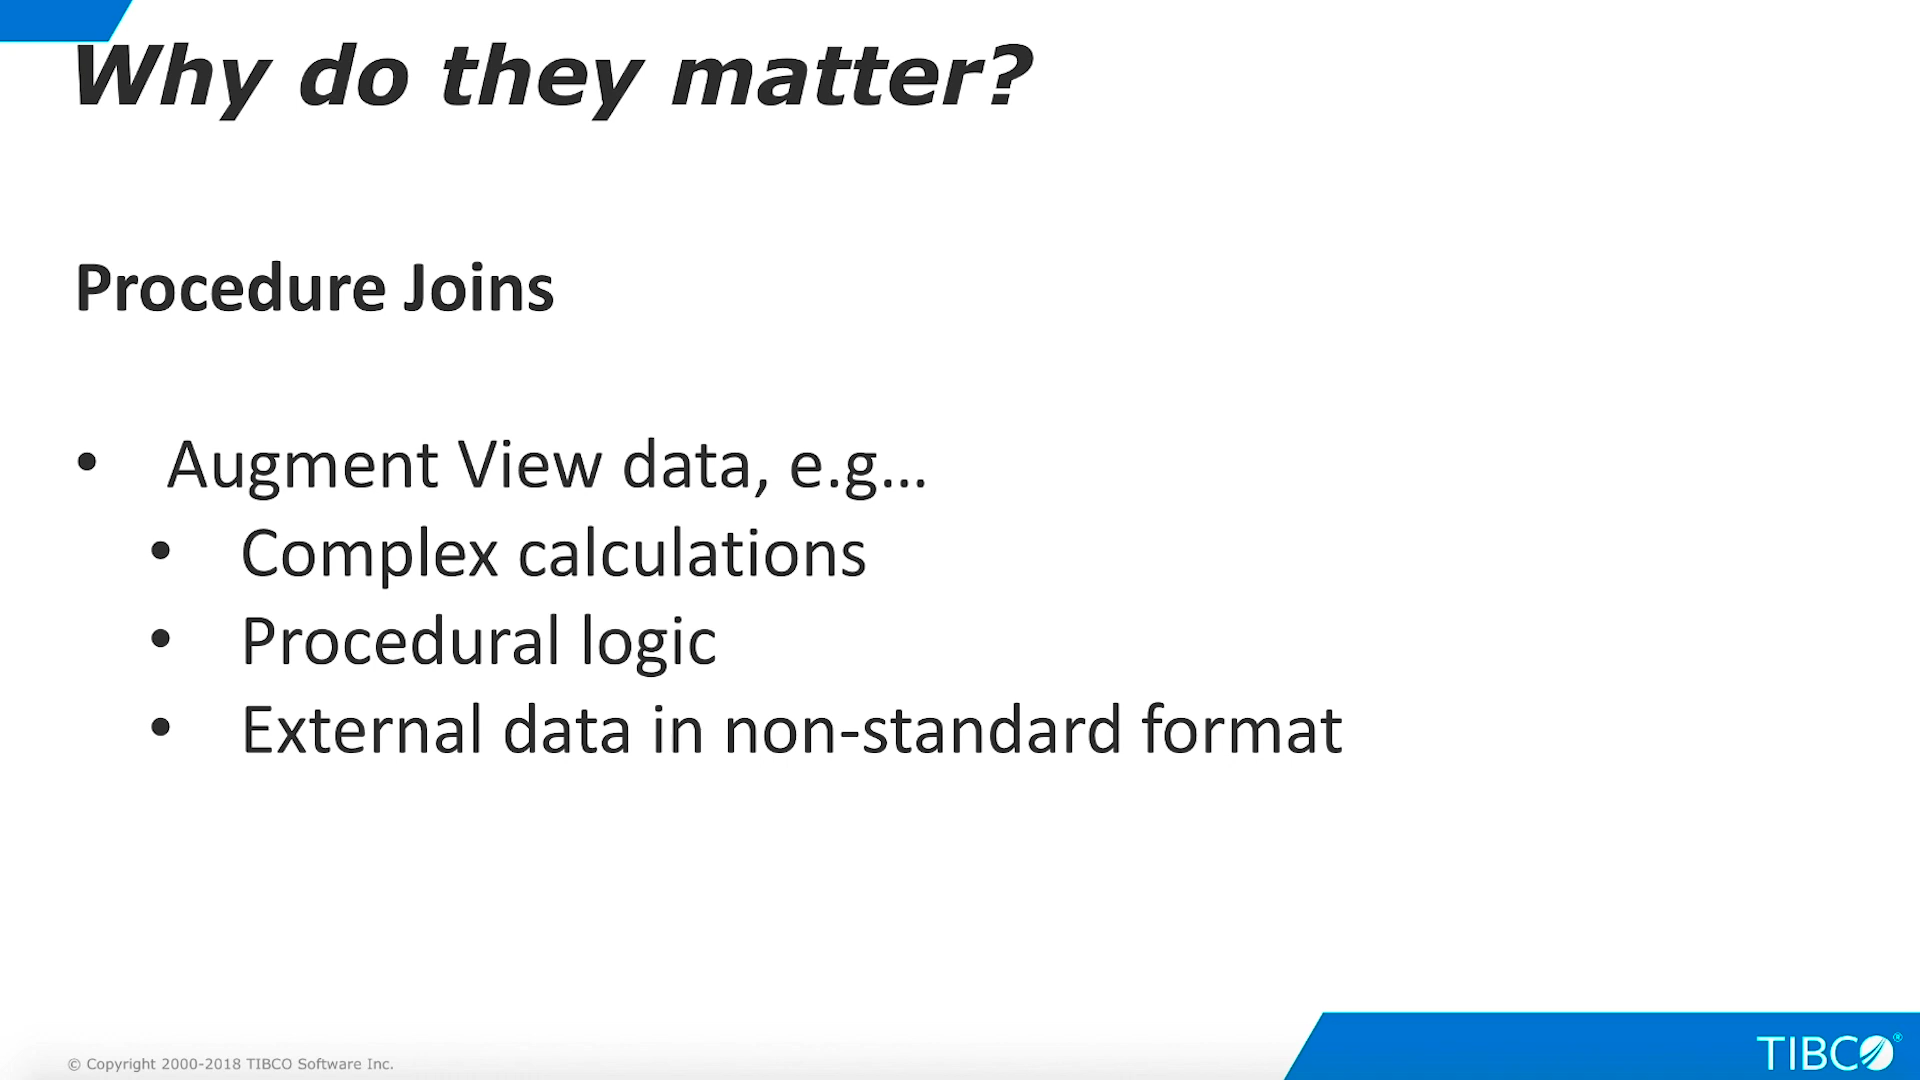 Why do they matter?
Procedure Joins
• Augment View data, e.g...
• Complex calculations
• Procedural logic
• External data in non-standard format
© Copyright 2000-2018 TIBCO Software Inc.
TIBCO®